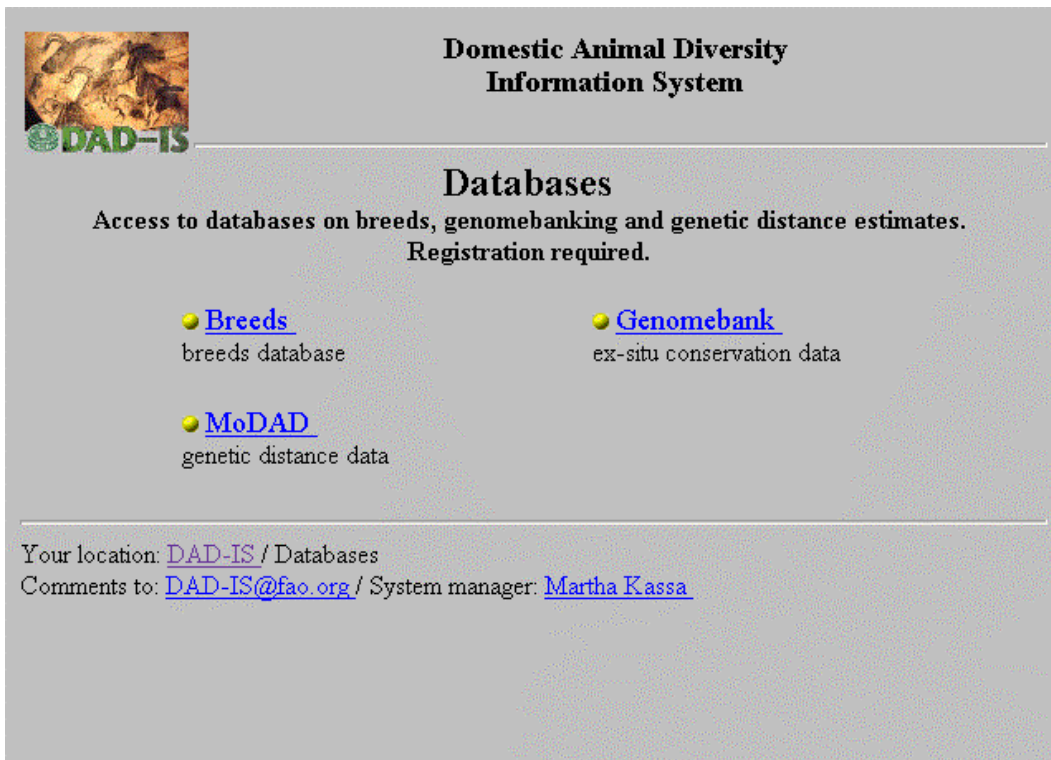 Domestic Animal Diversity
Information System
DAD-IS
Databases
Access to databases on breeds, genomebanking and genetic distance estimates.
Registration required.
Breeds
breeds database
Genomebank
ex-situ conservation data
MoDAD
genetic distance data
Your location: DAD-IS / Databases
Comments to: DAD-IS@fao.org / System manager: Martha Kassa